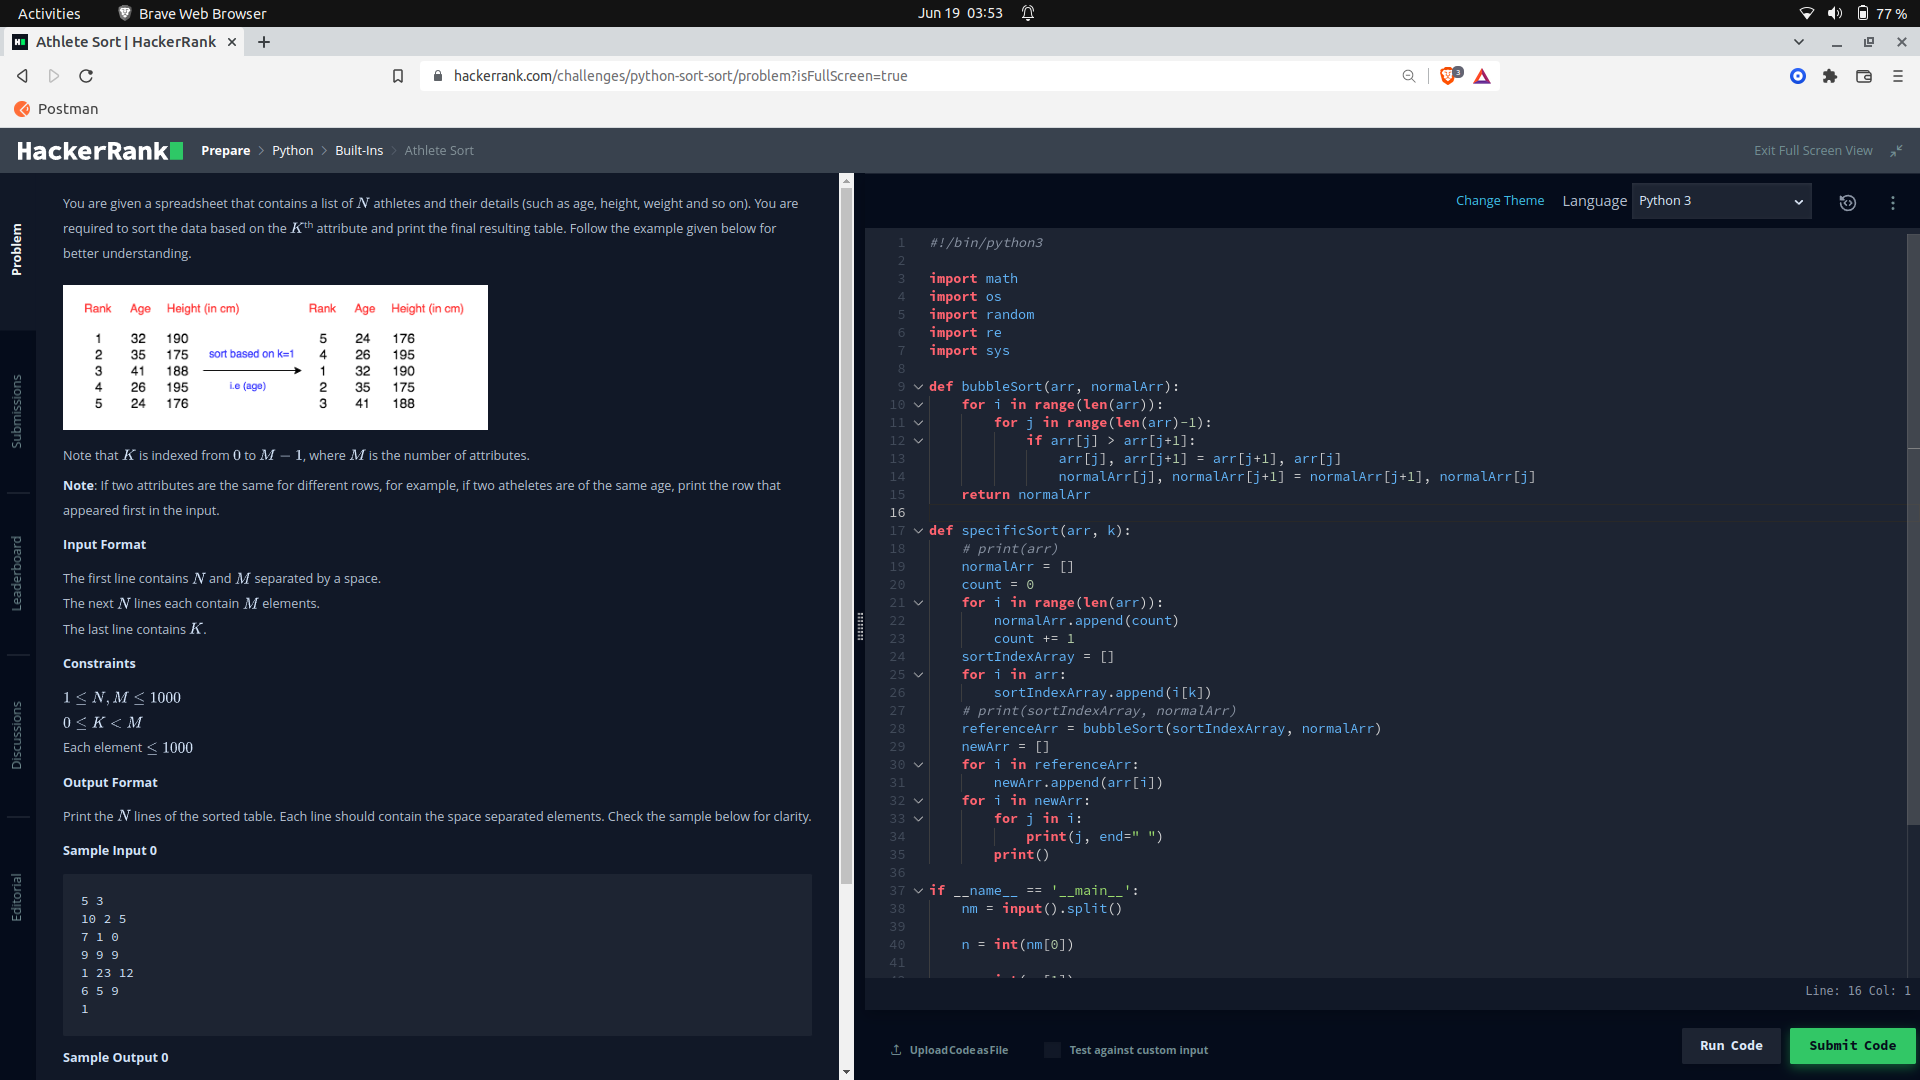 Activities
Brave Web Browser
Jun 19 03:53
77 %
Athlete Sort | HackerRank
hackerrank.com/challenges/python-sort-sort/problem?isFullScreen=true
3
Postman
HackerRank
Prepare > Python > Built-Ins > Athlete Sort
Exit Full Screen View
Problem
Submissions
Leaderboard
Discussions
Editorial
You are given a spreadsheet that contains a list of N athletes and their details (such as age, height, weight and so on). You are
required to sort the data based on the Kth attribute and print the final resulting table. Follow the example given below for
better understanding.
Rank Age Height (in cm) Rank Age Height (in cm)
1 32 190 5 24 176
2 35 175 sort based on k=1 4 26 195
3 41 188 1 32 190
4 26 195 i.e (age) 2 35 175
5 24 176 3 41 188
Note that K is indexed from 0 to M − 1, where M is the number of attributes.
Note: If two attributes are the same for different rows, for example, if two atheletes are of the same age, print the row that
appeared first in the input.
Input Format
The first line contains N and M separated by a space.
The next N lines each contain M elements.
The last line contains K.
Constraints
1 ≤ N, M ≤ 1000
0 ≤ K < M
Each element ≤ 1000
Output Format
Print the N lines of the sorted table. Each line should contain the space separated elements. Check the sample below for clarity.
Sample Input 0
5 3
10 2 5
7 1 0
9 9 9
1 23 12
6 5 9
1
Sample Output 0
Change Theme
Language
Python 3
1 #!/bin/python3
2
3 import math
4 import os
5 import random
6 import re
7 import sys
8
9 def bubbleSort(arr, normalArr):
10 for i in range(len(arr)):
11 for j in range(len(arr)-1):
12 if arr[j] > arr[j+1]:
13 arr[j], arr[j+1] = arr[j+1], arr[j]
14 normalArr[j], normalArr[j+1] = normalArr[j+1], normalArr[j]
15 return normalArr
16
17 def specificSort(arr, k):
18 # print(arr)
19 normalArr = []
20 count = 0
21 for i in range(len(arr)):
22 normalArr.append(count)
23 count += 1
24 sortIndexArray = []
25 for i in arr:
26 sortIndexArray.append(i[k])
27 # print(sortIndexArray, normalArr)
28 referenceArr = bubbleSort(sortIndexArray, normalArr)
29 newArr = []
30 for i in referenceArr:
31 newArr.append(arr[i])
32 for i in newArr:
33 for j in i:
34 print(j, end=" ")
35 print()
36
37 if __name__ == '__main__':
38 nm = input().split()
39
40 n = int(nm[0])
41
Line: 16 Col: 1
Upload Code as File
Test against custom input
Run Code
Submit Code